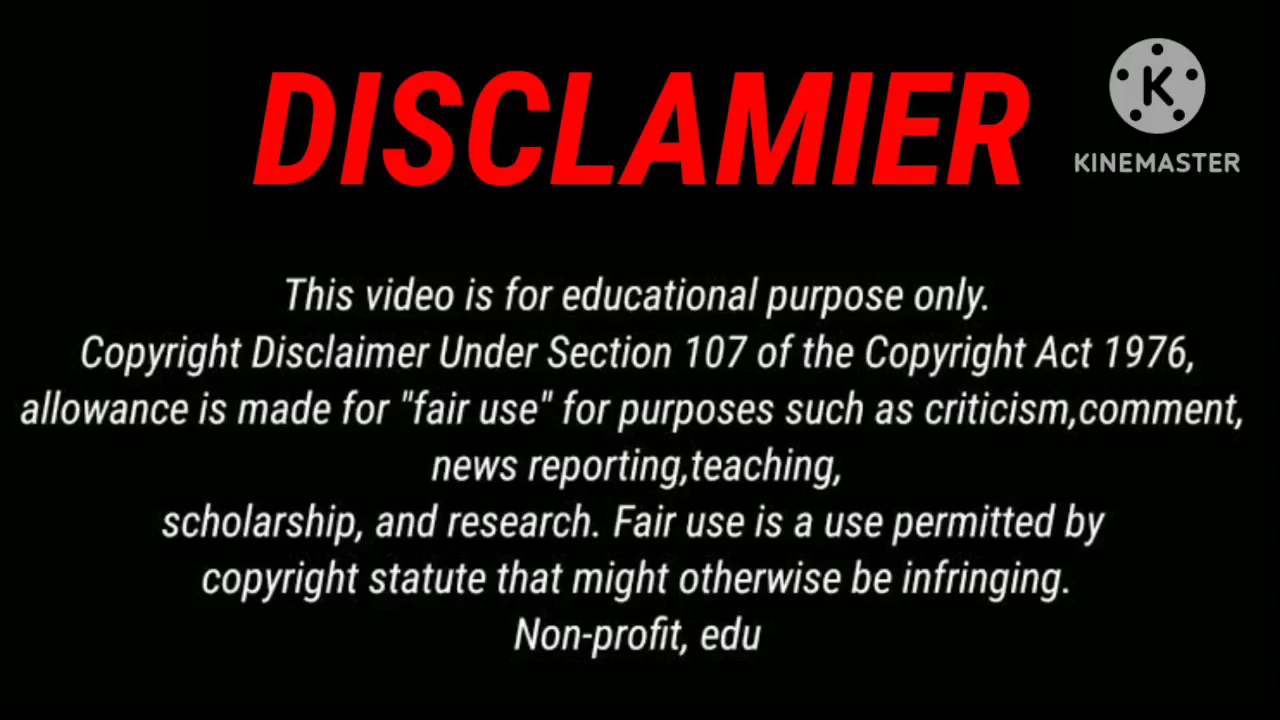 DISCLAMIER
K
KINEMASTER
This video is for educational purpose only.
Copyright Disclaimer Under Section 107 of the Copyright Act 1976,
allowance is made for "fair use" for purposes such as criticism,comment,
news reporting,teaching,
scholarship, and research. Fair use is a use permitted by
copyright statute that might otherwise be infringing.
Non-profit, edu